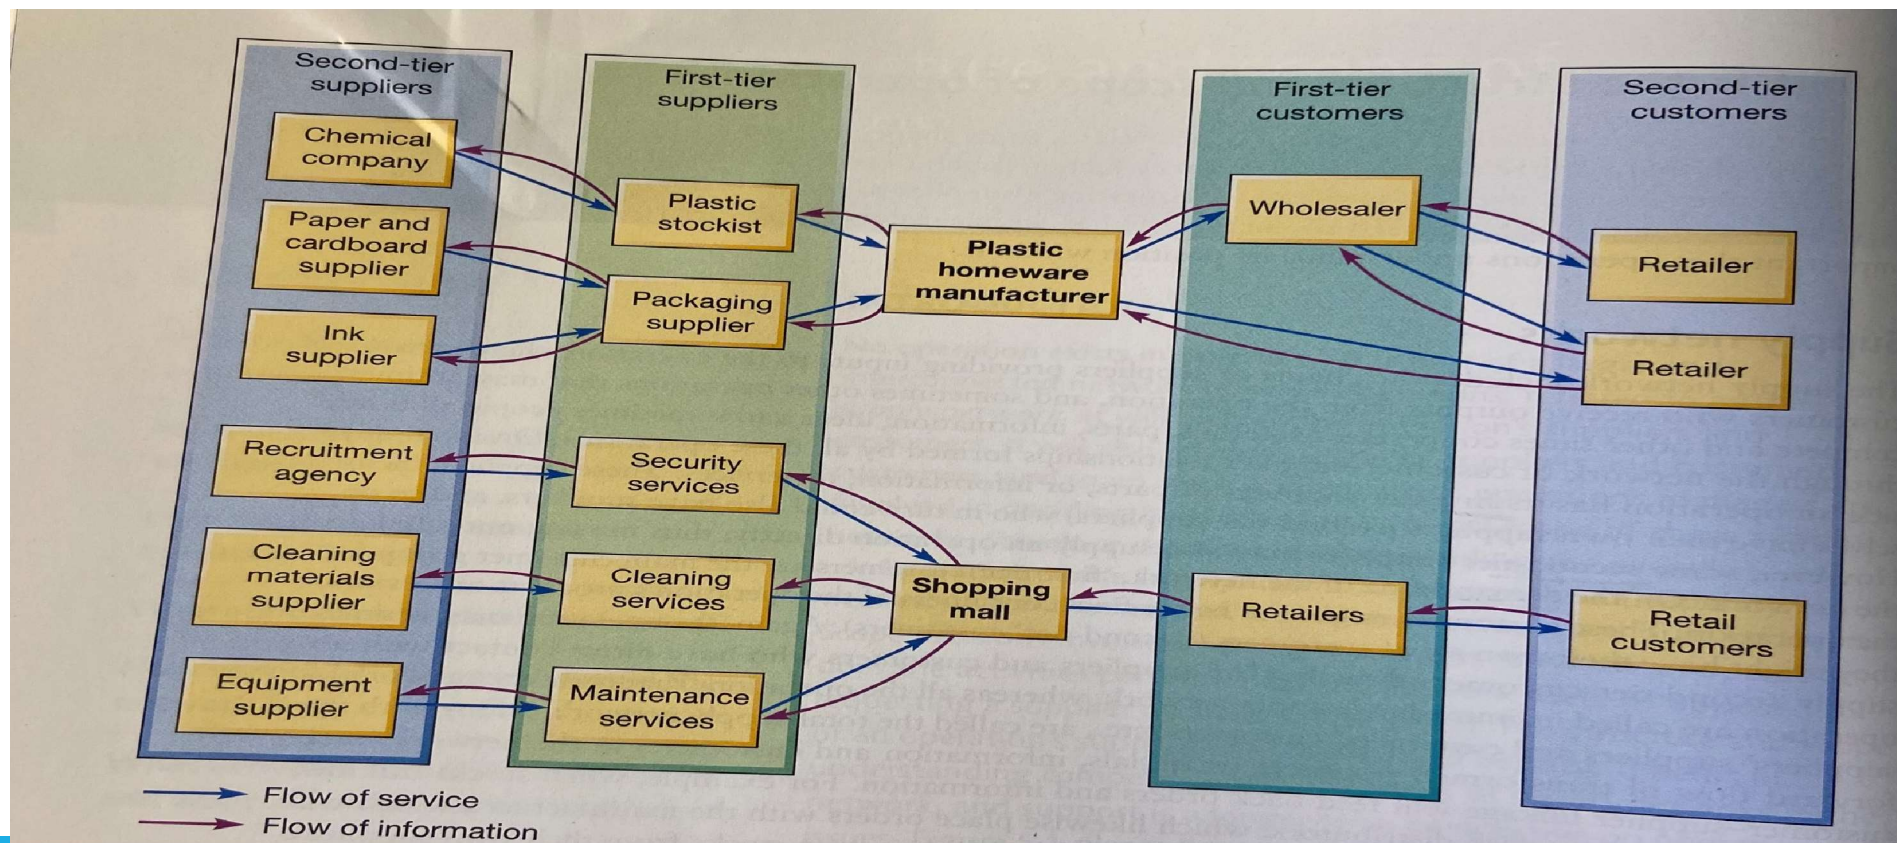 Second-tier
suppliers
Chemical
company
Paper and
cardboard
supplier
Ink
supplier
Recruitment
agency
Cleaning
materials
supplier
Equipment
supplier
First-tier
suppliers
Plastic
stockist
Packaging
supplier
Security
services
Cleaning
services
Maintenance
services
Plastic
homeware
manufacturer
Shopping
mall
First-tier
customers
Wholesaler
Retailers
Second-tier
customers
Retailer
Retailer
Retail
customers
Flow of service
Flow of information